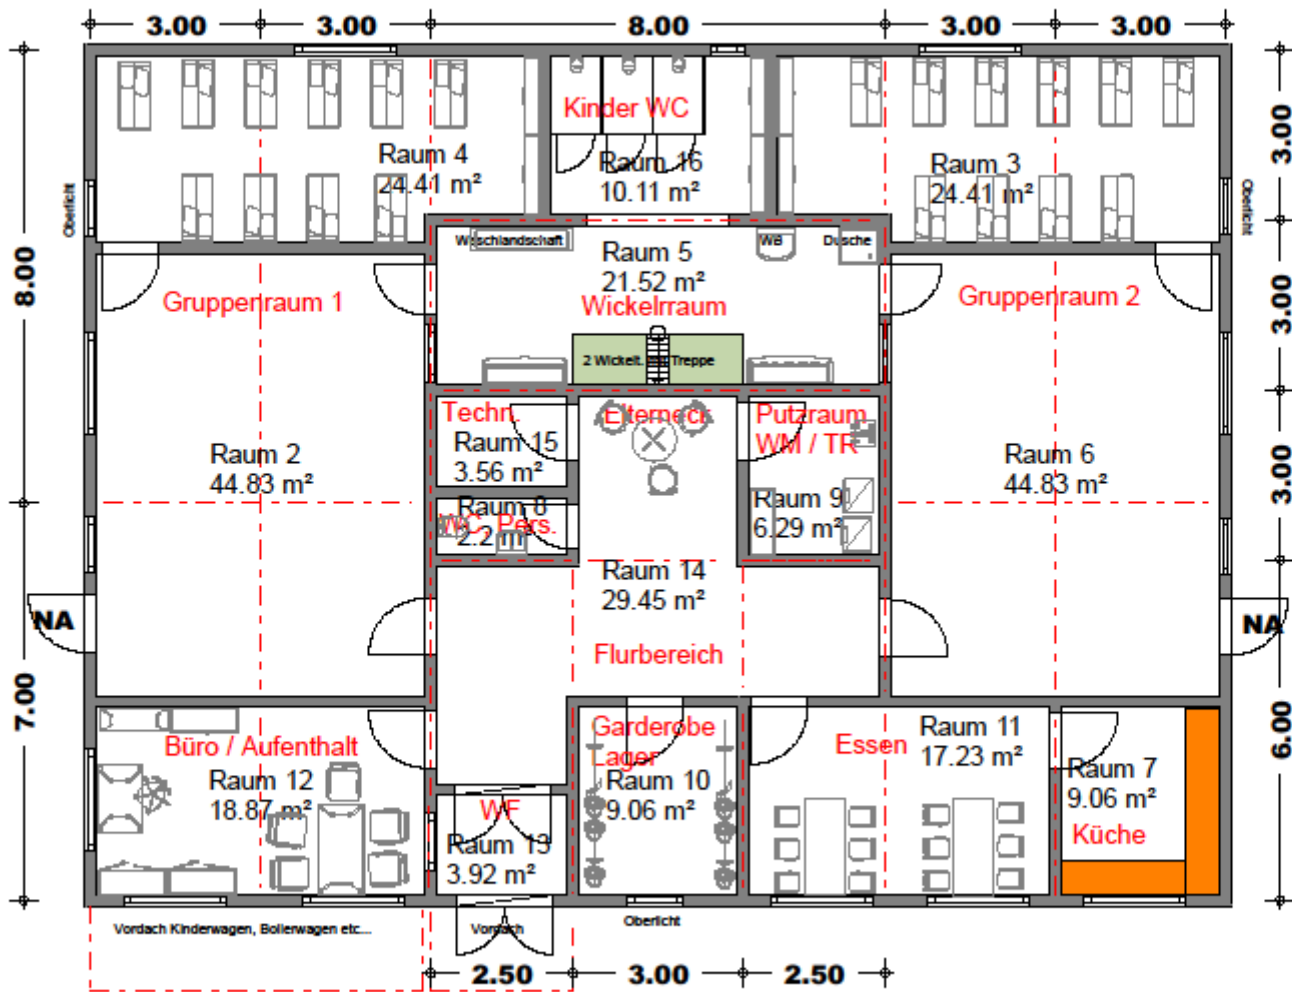 3.00 3.00 8.00 3.00 3.00
Kinder WC
Raum 4
24.41 m²
Raum 16
10.11 m²
Raum 3
24.41 m²
3.00
Oberlicht
Oberlicht
Waschlandschaft
WB
Dusche
Raum 5
21.52 m²
Wickelrraum
8.00
Gruppenraum 1
Gruppenraum 2
3.00
2 Wickelt. Treppe
Techn.
Raum 15
3.56 m²
Elterneck
Putzraum
WM / TR
Raum 2
44.83 m²
Raum 6
44.83 m²
3.00
Raum 8
WC, Pers.
2.2 m²
Raum 9
6.29 m²
Raum 14
29.45 m²
Flurbereich
NA
NA
7.00
6.00
Büro / Aufenthalt
Raum 12
18.87 m²
Garderobe
Lager
Raum 10
9.06 m²
Essen
Raum 11
17.23 m²
Raum 7
9.06 m²
Küche
WF
Raum 13
3.92 m²
Vordach Kinderwagen, Bollerwagen etc...
Vordach
Oberlicht
2.50 3.00 2.50